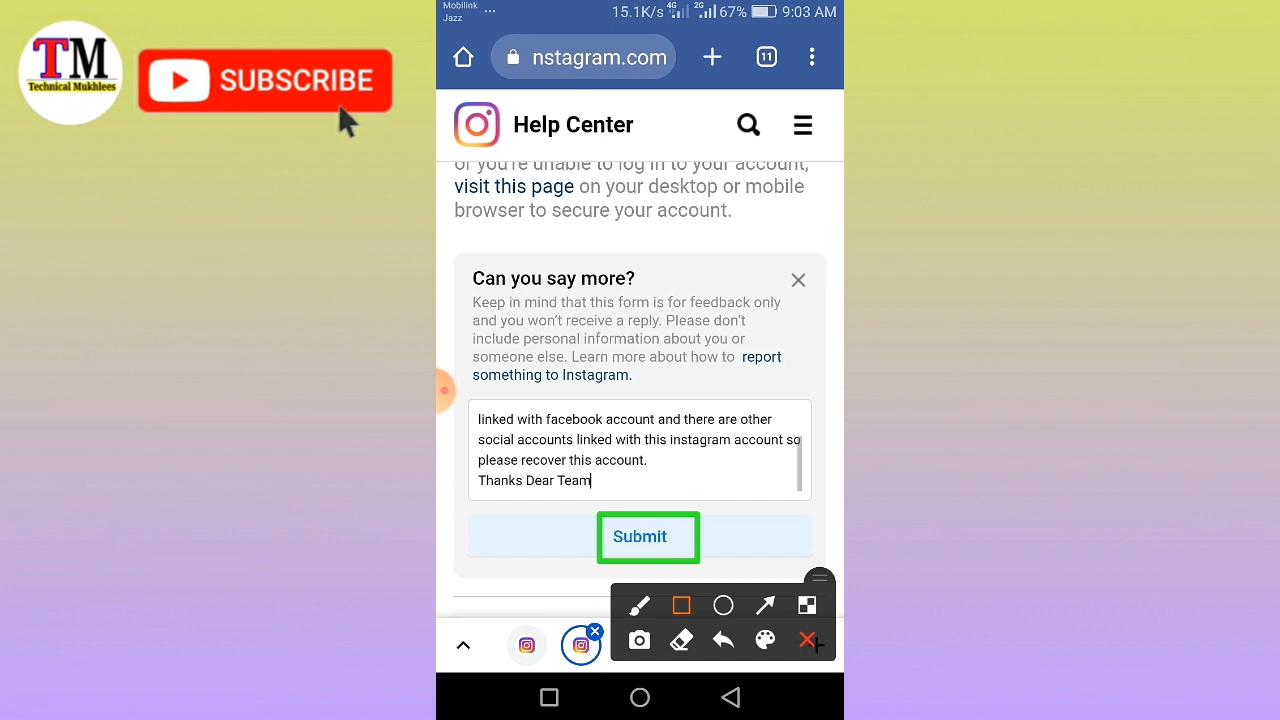 TM
Technical Mukhlees
SUBSCRIBE
Mobilink
Jazz
15.1K/s 4G 2G 67% 9:03 AM
nstagram.com
11
Help Center
or you're unable to log in to your account,
visit this page on your desktop or mobile
browser to secure your account.
Can you say more?
Keep in mind that this form is for feedback only
and you won't receive a reply. Please don't
include personal information about you or
someone else. Learn more about how to report
something to Instagram.
linked with facebook account and there are other
social accounts linked with this instagram account so
please recover this account.
Thanks Dear Team
Submit